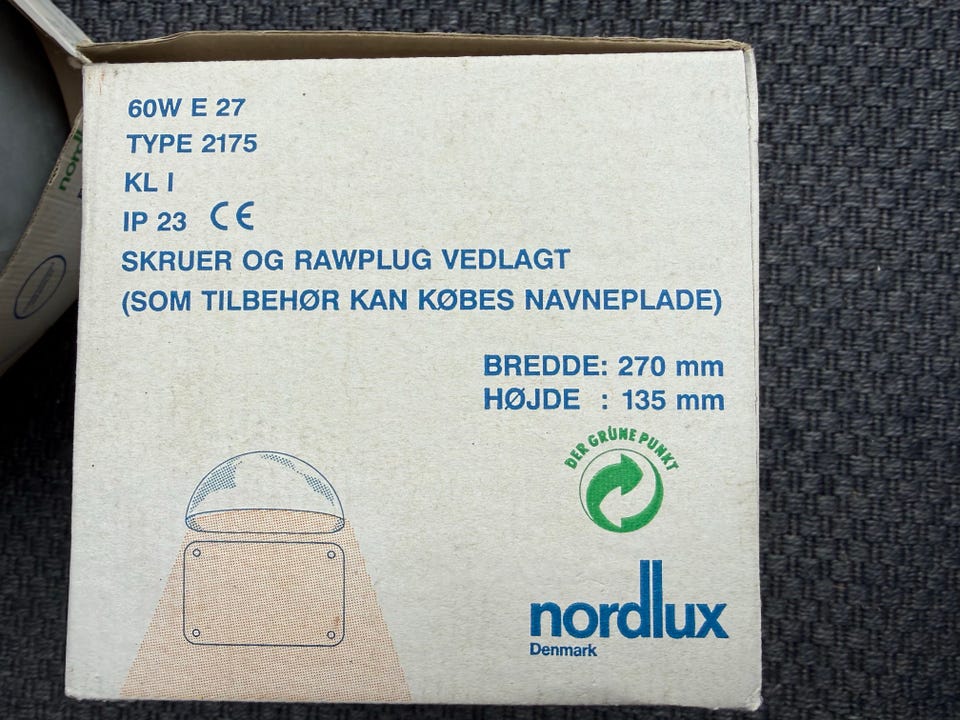 60W E 27
TYPE 2175
KL I
IP 23 CE
SKRUER OG RAWPLUG VEDLAGT
(SOM TILBEHØR KAN KØBES NAVNEPLADE)
BREDDE: 270 mm
HØJDE : 135 mm
DER GRÜNE PUNKT
nordlux
Denmark